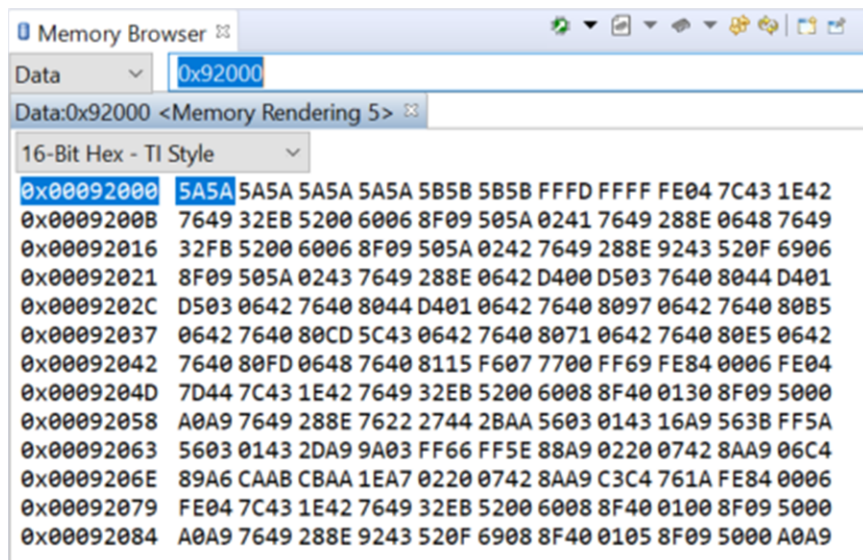 Memory Browser
Data 0x92000
Data:0x92000 <Memory Rendering 5>
16-Bit Hex - TI Style
0x00092000 5A5A 5A5A 5A5A 5A5A 5B5B 5B5B FFFD FFFF FE04 7C43 1E42
0x0009200B 7649 32EB 5200 6006 8F09 505A 0241 7649 288E 0648 7649
0x00092016 32FB 5200 6006 8F09 505A 0242 7649 288E 9243 520F 6906
0x00092021 8F09 505A 0243 7649 288E 0642 D400 D503 7640 8044 D401
0x0009202C D503 0642 7640 8044 D401 0642 7640 8097 0642 7640 80B5
0x00092037 0642 7640 80CD 5C43 0642 7640 8071 0642 7640 80E5 0642
0x00092042 7640 80FD 0648 7640 8115 F607 7700 FF69 FE84 0006 FE04
0x0009204D 7D44 7C43 1E42 7649 32EB 5200 6008 8F40 0130 8F09 5000
0x00092058 A0A9 7649 288E 7622 2744 2BAA 5603 0143 16A9 563B FF5A
0x00092063 5603 0143 2DA9 9A03 FF66 FF5E 88A9 0220 0742 8AA9 06C4
0x0009206E 89A6 CAAB CBAA 1EA7 0220 0742 8AA9 C3C4 761A FE84 0006
0x00092079 FE04 7C43 1E42 7649 32EB 5200 6008 8F40 0100 8F09 5000
0x00092084 A0A9 7649 288E 9243 520F 6908 8F40 0105 8F09 5000 A0A9